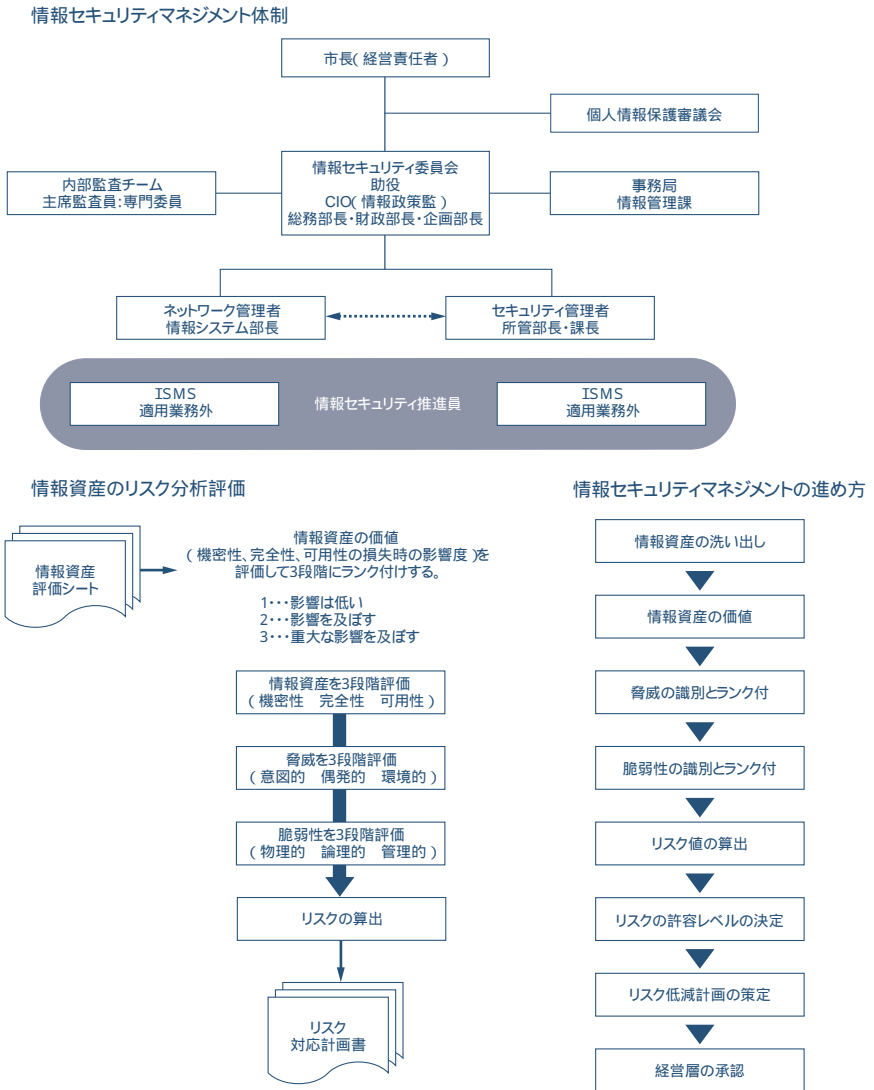 情報セキュリティマネジメント体制
市長(経営責任者)
個人情報保護審議会
内部監査チーム
主席監査員:専門委員
情報セキュリティ委員会
助役
CIO(情報政策監)
総務部長・財政部長・企画部長
事務局
情報管理課
ネットワーク管理者
情報システム部長
セキュリティ管理者
所管部長・課長
ISMS
適用業務外
情報セキュリティ推進員
ISMS
適用業務外
情報資産のリスク分析評価
情報資産
評価シート
情報資産の価値
(機密性、完全性、可用性の損失時の影響度)を
評価して3段階にランク付けする。
1・・・影響は低い
2・・・影響を及ぼす
3・・・重大な影響を及ぼす
情報資産を3段階評価
(機密性 完全性 可用性)
脅威を3段階評価
(意図的 偶発的 環境的)
脆弱性を3段階評価
(物理的 論理的 管理的)
リスクの算出
リスク
対応計画書
情報セキュリティマネジメントの進め方
情報資産の洗い出し
情報資産の価値
脅威の識別とランク付
脆弱性の識別とランク付
リスク値の算出
リスクの許容レベルの決定
リスク低減計画の策定
経営層の承認